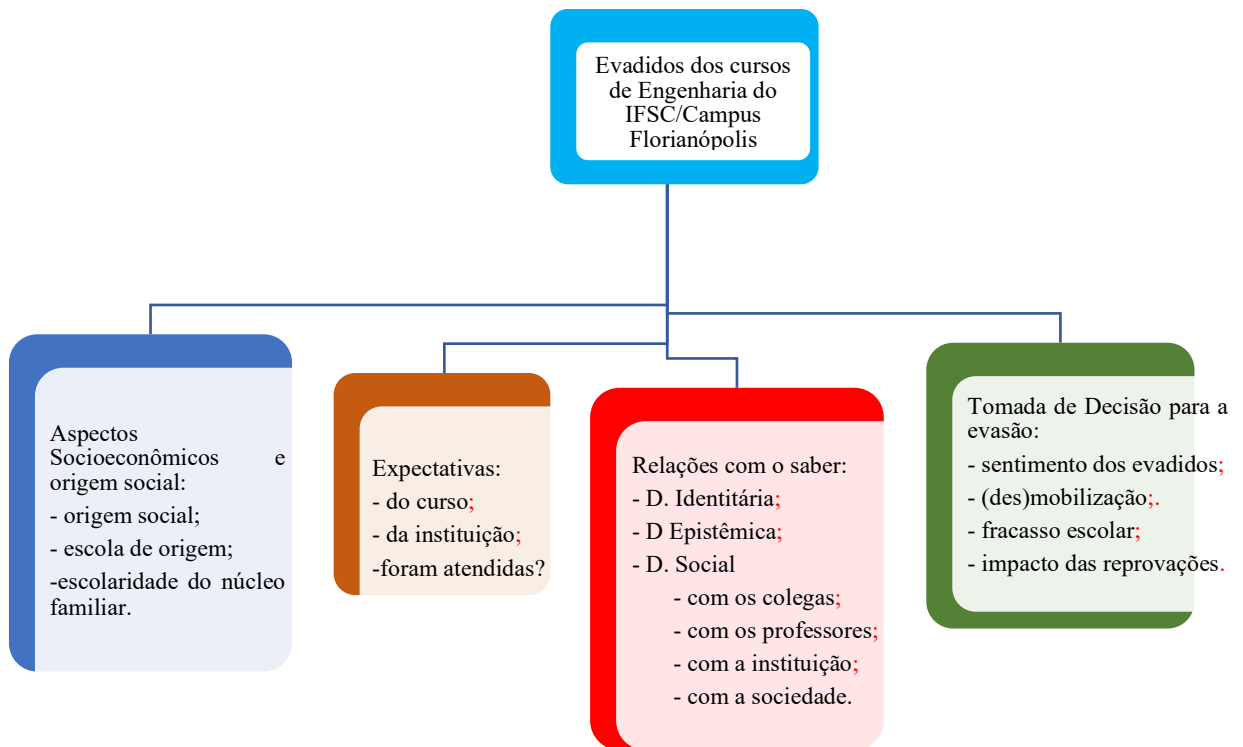 Evadidos dos cursos
de Engenharia do
IFSC/Campus
Florianópolis
Aspectos
Socioeconômicos e
origem social:
- origem social;
- escola de origem;
-escolaridade do núcleo
familiar.
Expectativas:
- do curso;
- da instituição;
-foram atendidas?
Relações com o saber:
- D. Identitária;
- D Epistêmica;
- D. Social
- com os colegas;
- com os professores;
- com a instituição;
- com a sociedade.
Tomada de Decisão para a
evasão:
- sentimento dos evadidos;
- (des)mobilização;.
- fracasso escolar;
- impacto das reprovações.